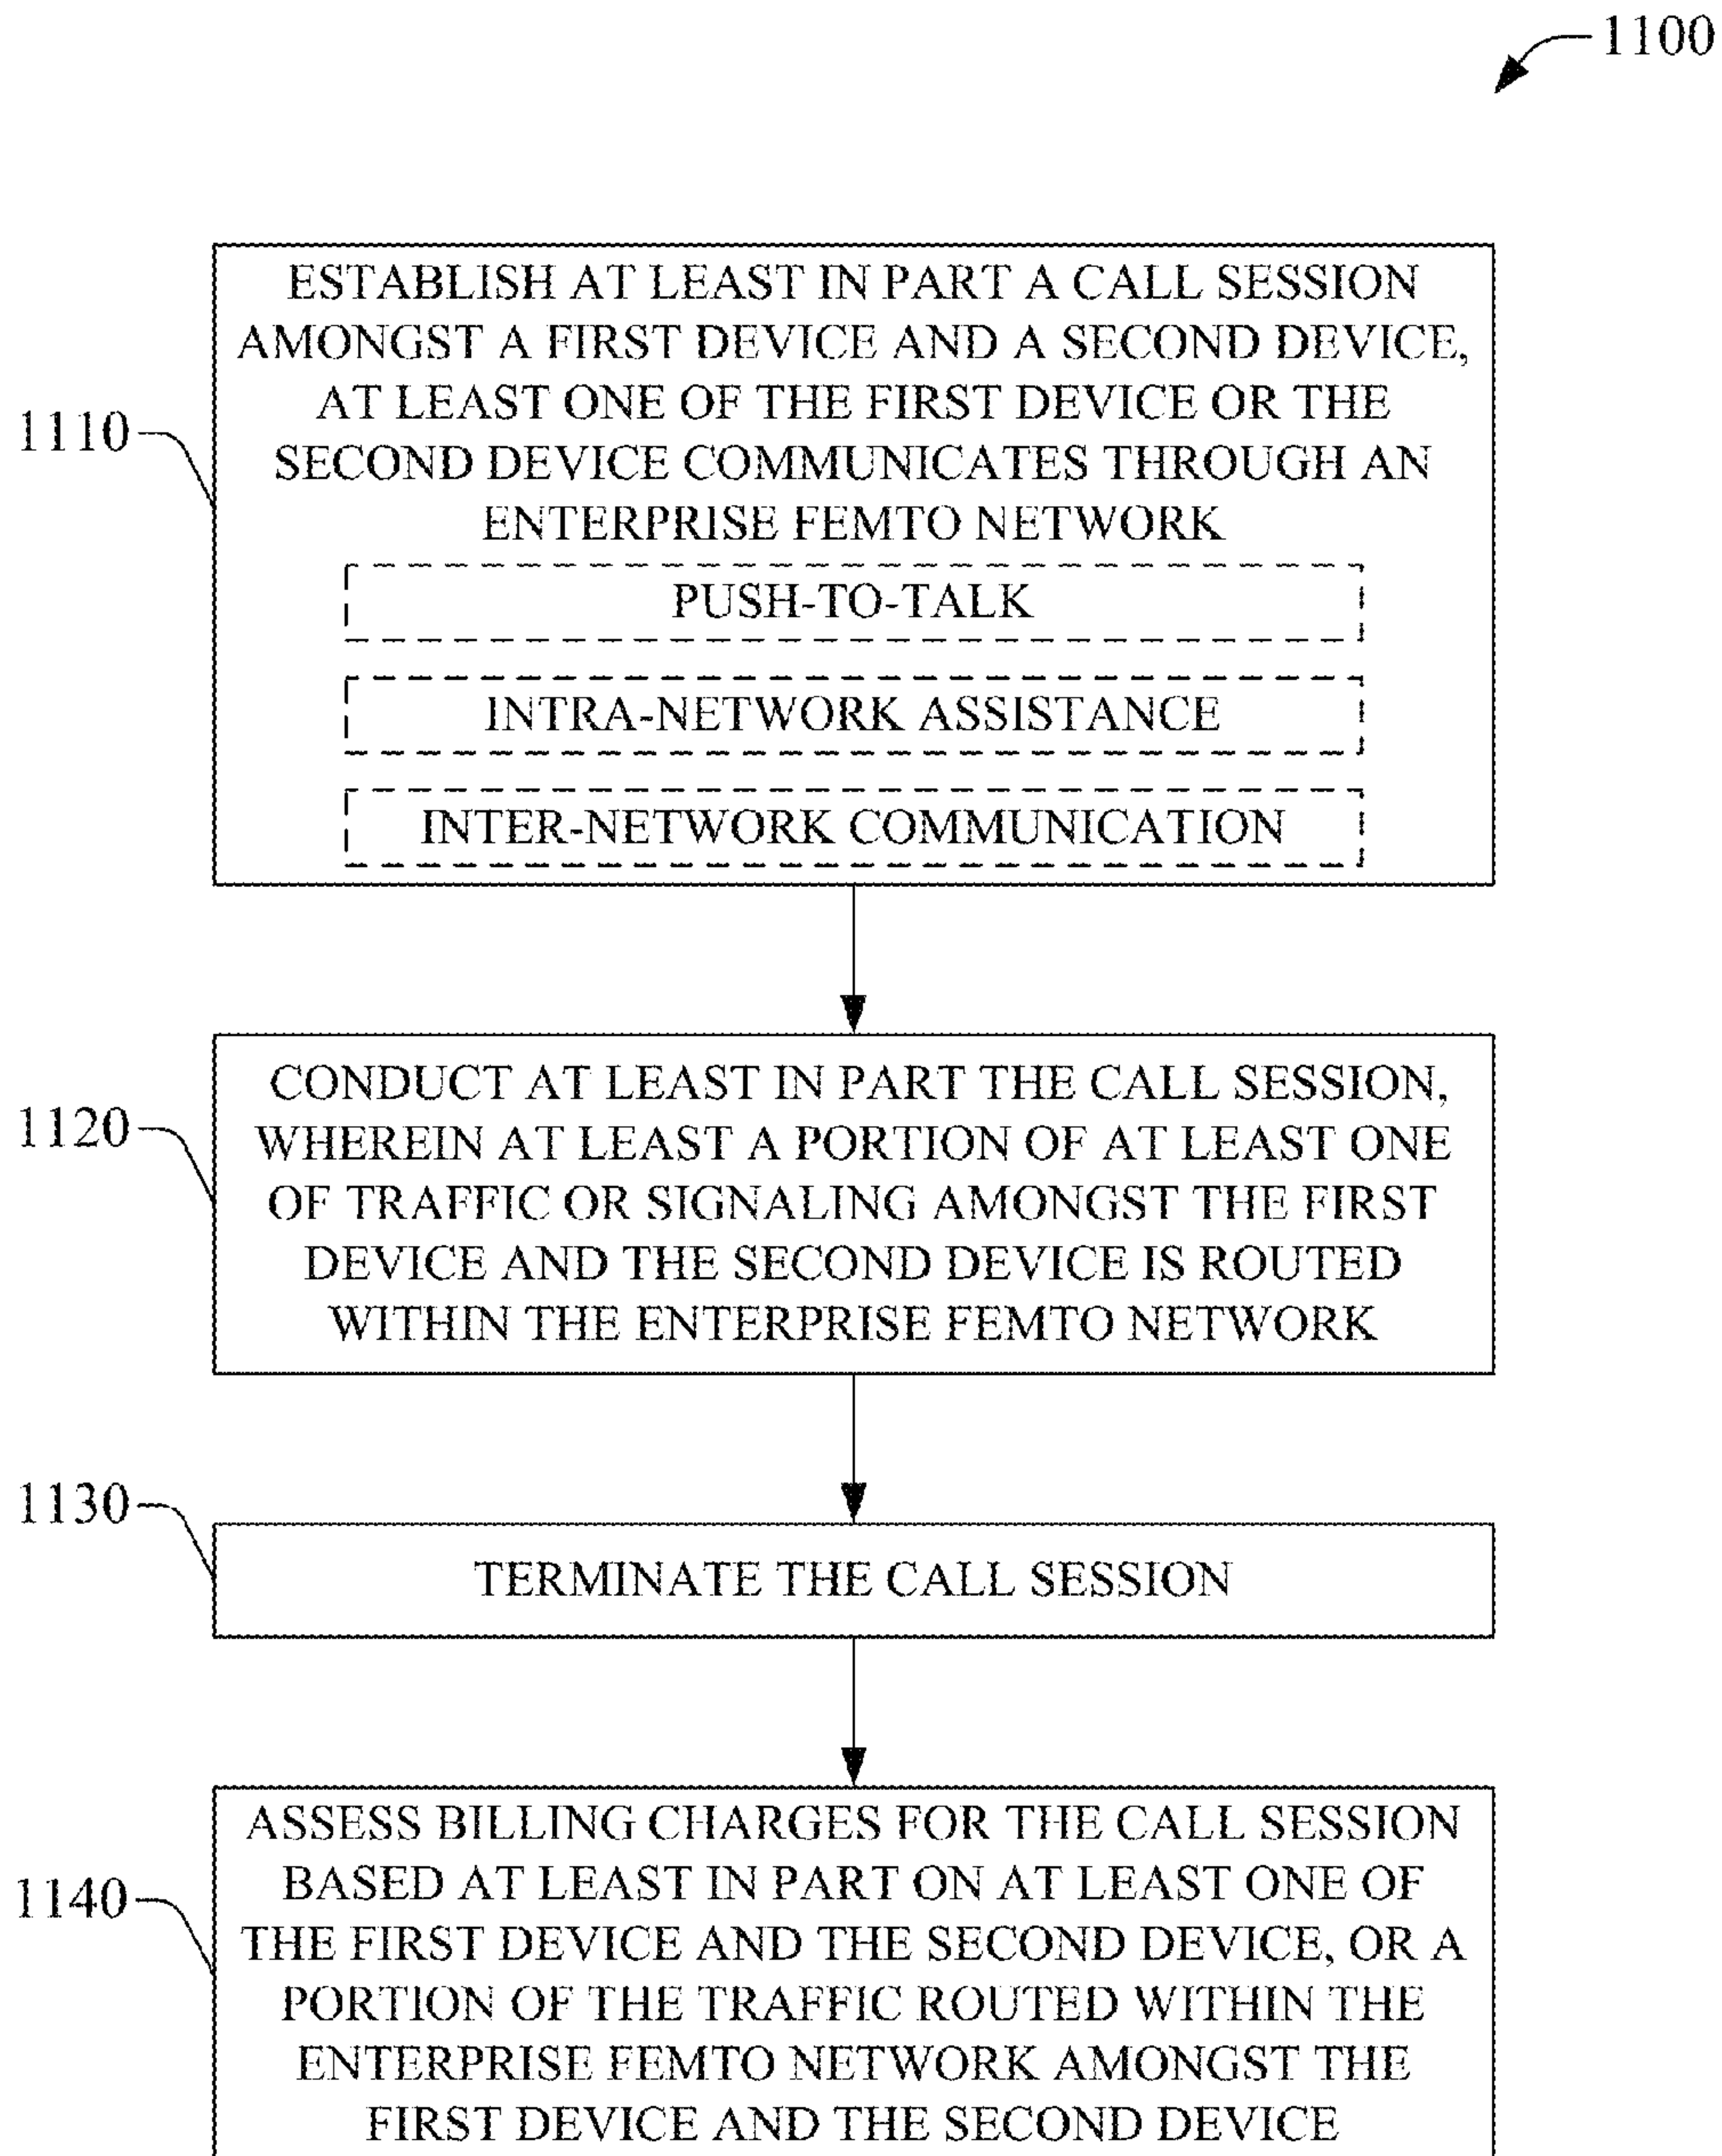 1100
1110
ESTABLISH AT LEAST IN PART A CALL SESSION
AMONGST A FIRST DEVICE AND A SECOND DEVICE,
AT LEAST ONE OF THE FIRST DEVICE OR THE
SECOND DEVICE COMMUNICATES THROUGH AN
ENTERPRISE FEMTO NETWORK
PUSH-TO-TALK
INTRA-NETWORK ASSISTANCE
INTER-NETWORK COMMUNICATION
1120
CONDUCT AT LEAST IN PART THE CALL SESSION,
WHEREIN AT LEAST A PORTION OF AT LEAST ONE
OF TRAFFIC OR SIGNALING AMONGST THE FIRST
DEVICE AND THE SECOND DEVICE IS ROUTED
WITHIN THE ENTERPRISE FEMTO NETWORK
1130
TERMINATE THE CALL SESSION
1140
ASSESS BILLING CHARGES FOR THE CALL SESSION
BASED AT LEAST IN PART ON AT LEAST ONE OF
THE FIRST DEVICE AND THE SECOND DEVICE, OR A
PORTION OF THE TRAFFIC ROUTED WITHIN THE
ENTERPRISE FEMTO NETWORK AMONGST THE
FIRST DEVICE AND THE SECOND DEVICE